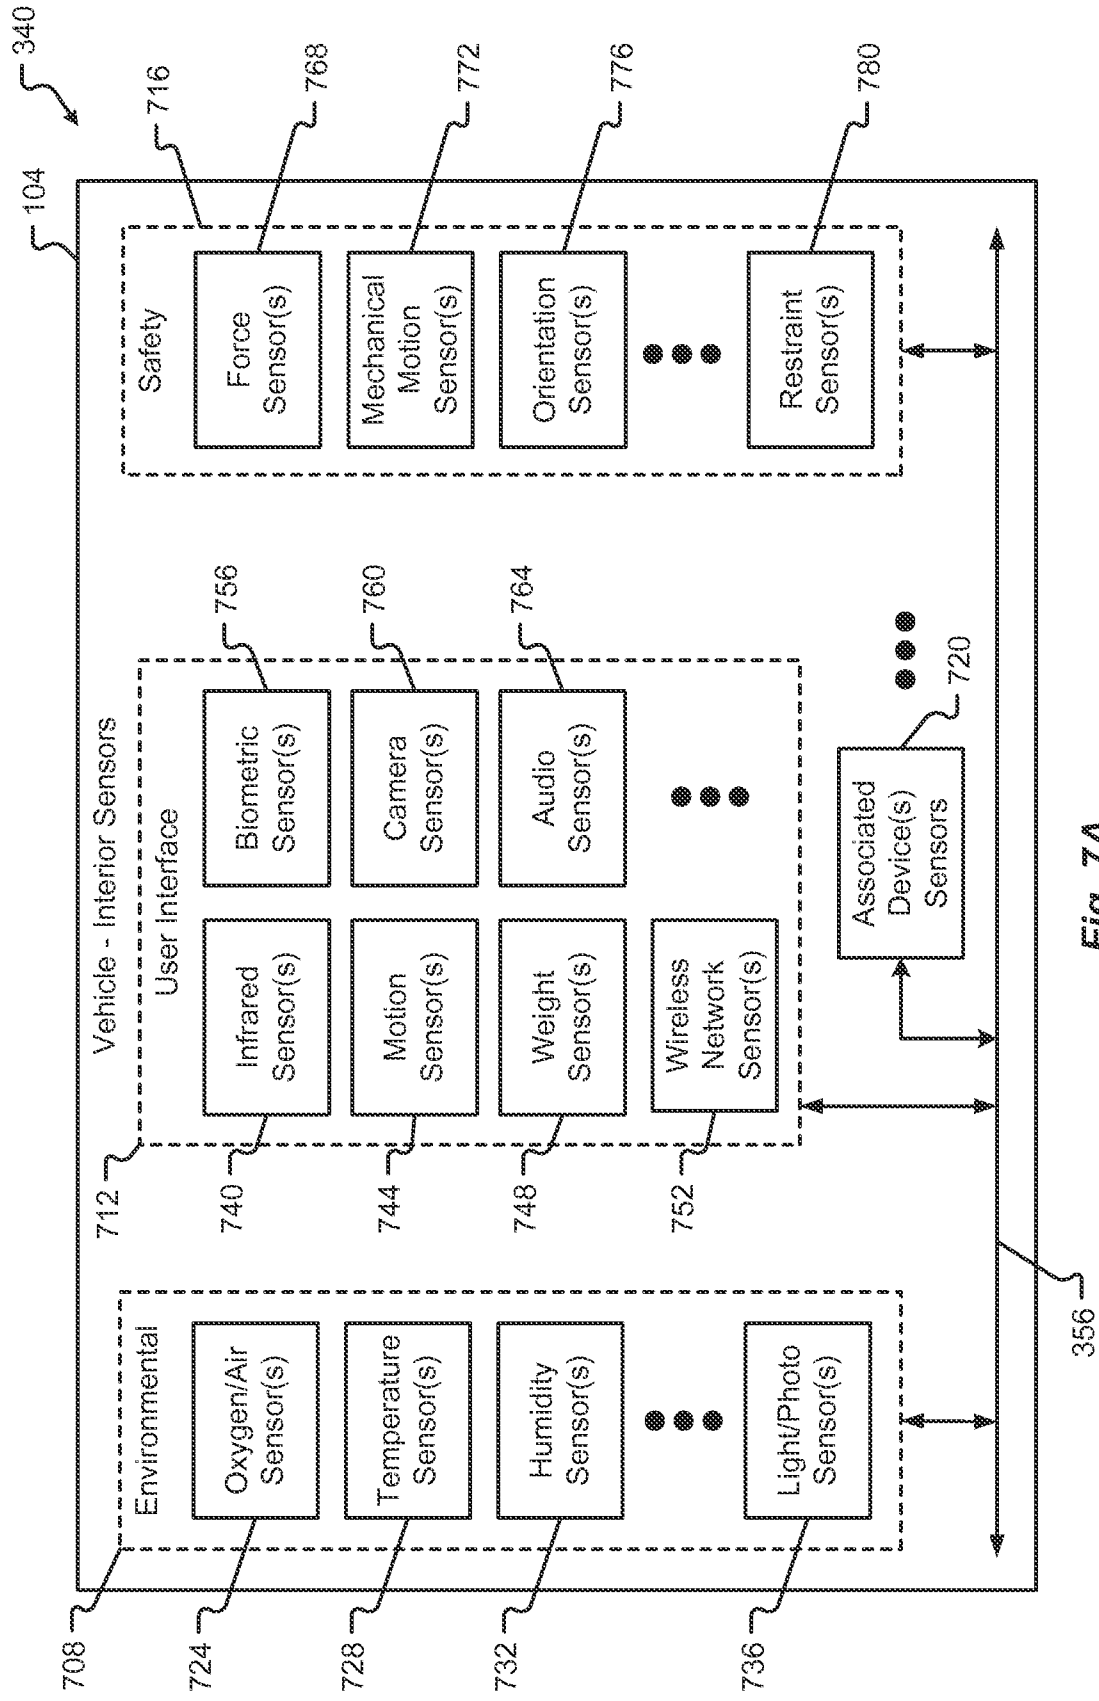 340
104
Vehicle - Interior Sensors
708
Environmental
724
Oxygen/Air
Sensor(s)
728
Temperature
Sensor(s)
732
Humidity
Sensor(s)
736
Light/Photo
Sensor(s)
712
User Interface
740
Infrared
Sensor(s)
744
Motion
Sensor(s)
748
Weight
Sensor(s)
752
Wireless
Network
Sensor(s)
756
Biometric
Sensor(s)
760
Camera
Sensor(s)
764
Audio
Sensor(s)
716
Safety
768
Force
Sensor(s)
772
Mechanical
Motion
Sensor(s)
776
Orientation
Sensor(s)
780
Restraint
Sensor(s)
720
Associated
Device(s)
Sensors
356
Fig. 7A